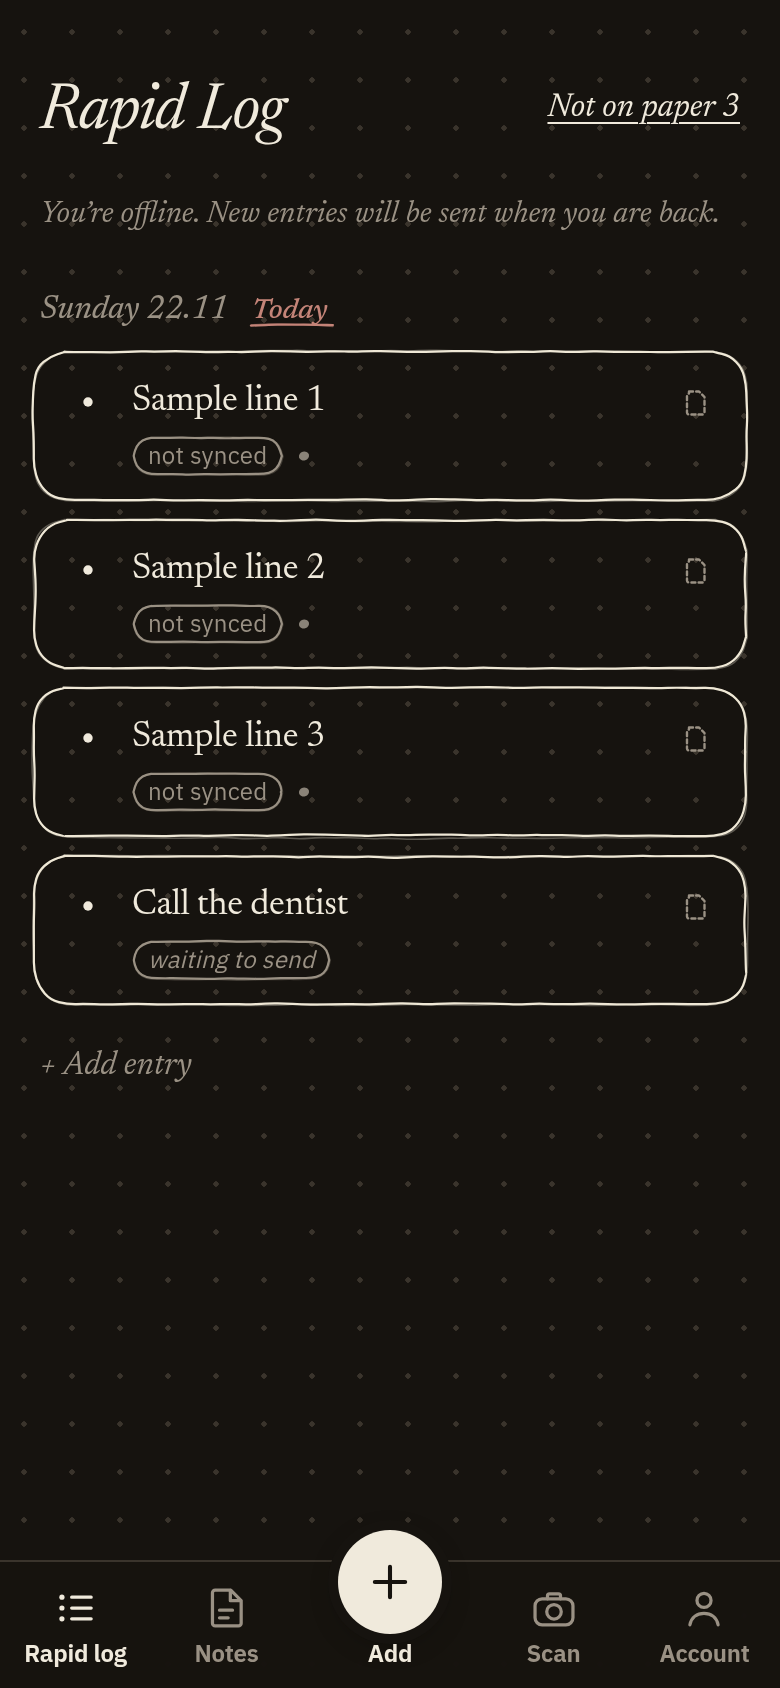 Rapid Log
Not on paper 3
You’re offline. New entries will be sent when you are back.
Sunday 22.11 Today
• Sample line 1
not synced •
• Sample line 2
not synced •
• Sample line 3
not synced •
• Call the dentist
waiting to send
+ Add entry
Rapid log
Notes
Add
Scan
Account